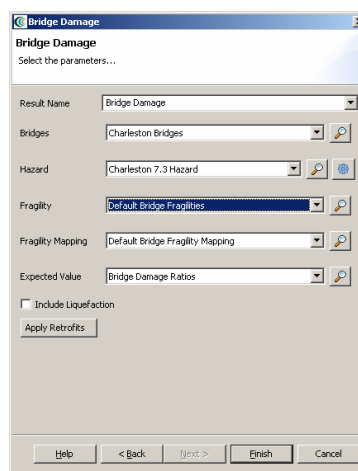 Bridge Damage
Bridge Damage
Select the parameters...
Result Name Bridge Damage
Bridges Charleston Bridges
Hazard Charleston 7.3 Hazard
Fragility Default Bridge Fragilities
Fragility Mapping Default Bridge Fragility Mapping
Expected Value Bridge Damage Ratios
Include Liquefaction
Apply Retrofits
Help < Back Next > Finish Cancel